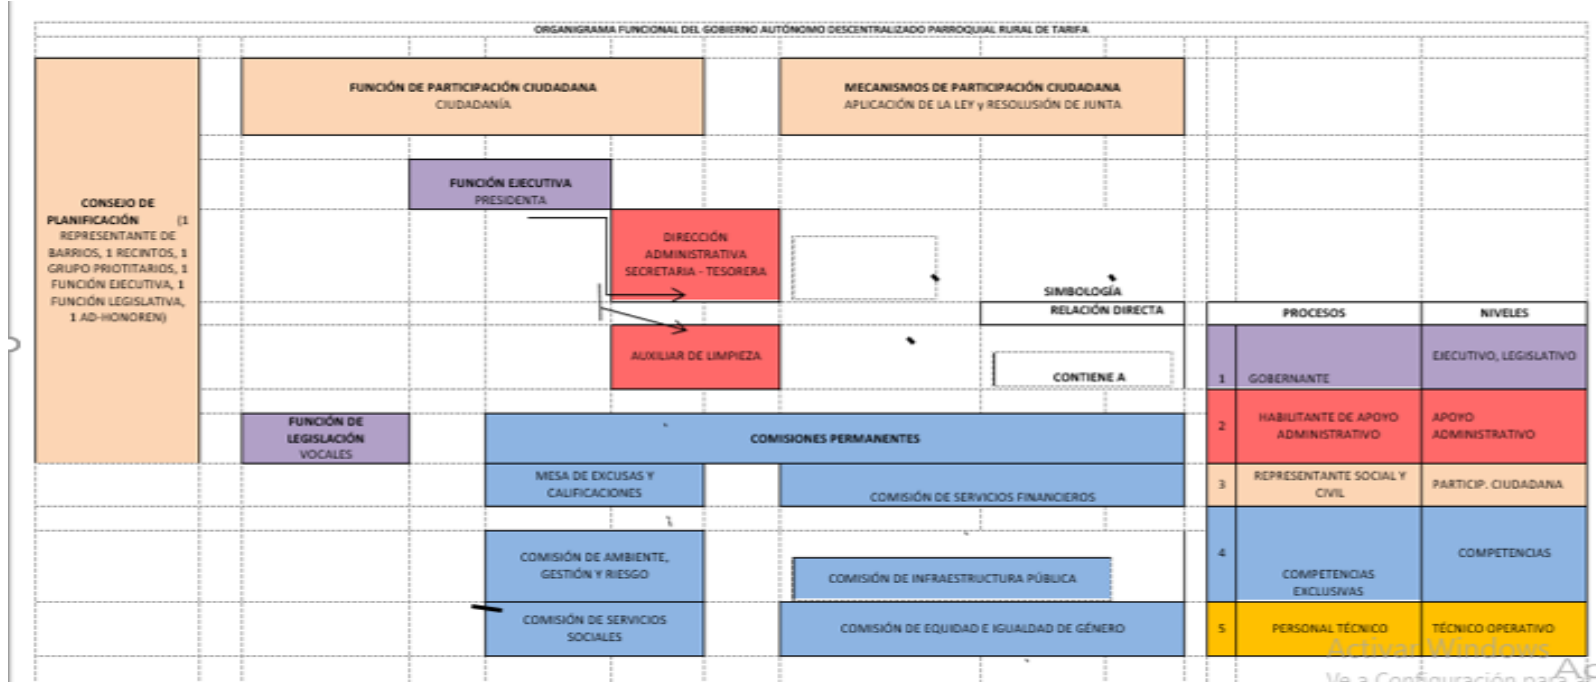 ORGANIGRAMA FUNCIONAL DEL GOBIERNO AUTÓNOMO DESCENTRALIZADO PARROQUIAL RURAL DE TARIFA
FUNCIÓN DE PARTICIPACIÓN CIUDADANA
CIUDADANÍA
MECANISMOS DE PARTICIPACIÓN CIUDADANA
APLICACIÓN DE LA LEY y RESOLUSIÓN DE JUNTA
CONSEJO DE
PLANIFICACIÓN (1
REPRESENTANTE DE
BARRIOS, 1 RECINTOS, 1
GRUPO PRIOTITARIOS, 1
FUNCIÓN EJECUTIVA, 1
FUNCIÓN LEGISLATIVA,
1 AD-HONOREN)
FUNCIÓN EJECUTIVA
PRESIDENTA
DIRECCIÓN
ADMINISTRATIVA
SECRETARIA - TESORERA
AUXILIAR DE LIMPIEZA
SIMBOLOGÍA
RELACIÓN DIRECTA
CONTIENE A
FUNCIÓN DE
LEGISLACIÓN
VOCALES
COMISIONES PERMANENTES
MESA DE EXCUSAS Y
CALIFICACIONES
COMISIÓN DE SERVICIOS FINANCIEROS
COMISIÓN DE AMBIENTE,
GESTIÓN Y RIESGO
COMISIÓN DE INFRAESTRUCTURA PÚBLICA
COMISIÓN DE SERVICIOS
SOCIALES
COMISIÓN DE EQUIDAD E IGUALDAD DE GÉNERO
PROCESOS NIVELES
1 GOBERNANTE EJECUTIVO, LEGISLATIVO
2 HABILITANTE DE APOYO
ADMINISTRATIVO APOYO
ADMINISTRATIVO
3 REPRESENTANTE SOCIAL Y
CIVIL PARTICIP. CIUDADANA
4 COMPETENCIAS
EXCLUSIVAS COMPETENCIAS
5 PERSONAL TÉCNICO TÉCNICO OPERATIVO
Activar Windows
Ve a Configuración para